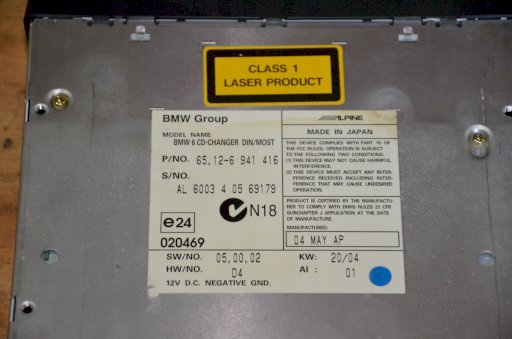 CLASS 1
LASER PRODUCT
BMW Group
MODEL NAME
BMW 6 CD-CHANGER DIN/MOST
P/NO. 65.12-6 941 416
S/NO.
AL 6003 4 05 69179
e24
N18
020469
SW/NO. 05.00.02
HW/NO. D4
12V D.C. NEGATIVE GND.
ALPINE
MADE IN JAPAN
THIS DEVICE COMPLIES WITH PART 15 OF
THE FCC RULES. OPERATION IS SUBJECT
TO THE FOLLOWING TWO CONDITIONS:
(1) THIS DEVICE MAY NOT CAUSE HARMFUL
INTERFERENCE.
(2) THIS DEVICE MUST ACCEPT ANY INTER-
FERENCE RECEIVED INCLUDING INTER-
FERENCE THAT MAY CAUSE UNDESIRED
OPERATION.
PRODUCT IS CERTIFIED BY THE MANUFACTU-
RER TO COMPLY WITH DHHS RULES 21 CFR
SUBCHAPTER J APPLICATION AT THE DATE
OF MANUFACTURE.
MANUFACTURED:
04 MAY AP
KW: 20/04
AI : 01